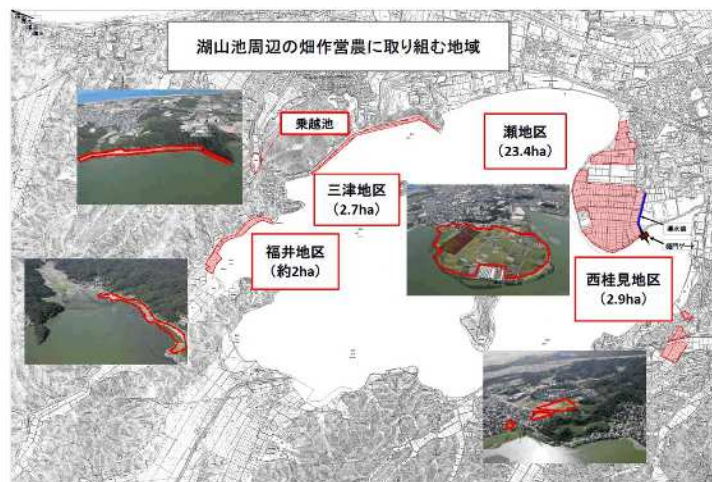 湖山池周辺の畑作営農に取り組む地域
乗越池
瀬地区
（23.4ha）
三津地区
（2.7ha）
福井地区
（約2ha）
西桂見地区
（2.9ha）